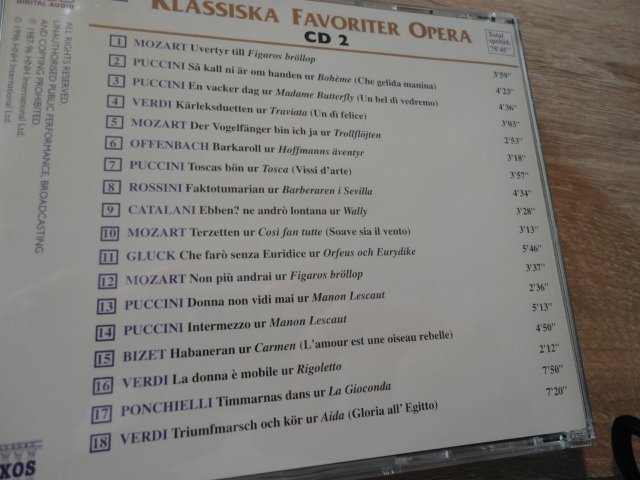 DIGITAL AUDIO
KLASSISKA FAVORITER OPERA
CD 2
Total
speltid:
78'45"
1 MOZART Uvertyr till Figaros bröllop 3'59"
2 PUCCINI Så kall ni är om handen ur Bohème (Che gelida manina) 4'23"
3 PUCCINI En vacker dag ur Madame Butterfly (Un bel dì vedremo) 4'36"
4 VERDI Kärleksduetten ur Traviata (Un dì felice) 3'03"
5 MOZART Der Vogelfänger bin ich ja ur Trollflöjten 2'53"
6 OFFENBACH Barkaroll ur Hoffmanns äventyr 3'18"
7 PUCCINI Toscas bön ur Tosca (Vissi d'arte) 3'57"
8 ROSSINI Faktotumarian ur Barberaren i Sevilla 4'34"
9 CATALANI Ebben? ne andrò lontana ur Wally 3'28"
10 MOZART Terzetten ur Così fan tutte (Soave sia il vento) 3'13"
11 GLUCK Che farò senza Euridice ur Orfeus och Eurydike 5'46"
12 MOZART Non più andrai ur Figaros bröllop 3'37"
13 PUCCINI Donna non vidi mai ur Manon Lescaut 2'36"
14 PUCCINI Intermezzo ur Manon Lescaut 5'13"
15 BIZET Habaneran ur Carmen (L'amour est une oiseau rebelle) 4'50"
16 VERDI La donna è mobile ur Rigoletto 2'12"
17 PONCHIELLI Timmarnas dans ur La Gioconda 7'50"
18 VERDI Triumfmarsch och kör ur Aida (Gloria all' Egitto) 7'20"
ALL RIGHTS RESERVED.
UNAUTHORISED PUBLIC PERFORMANCE, BROADCASTING
AND COPYING PROHIBITED.
℗ 1987-96 HNH International Ltd.
© 1996 HNH International Ltd.
XOS